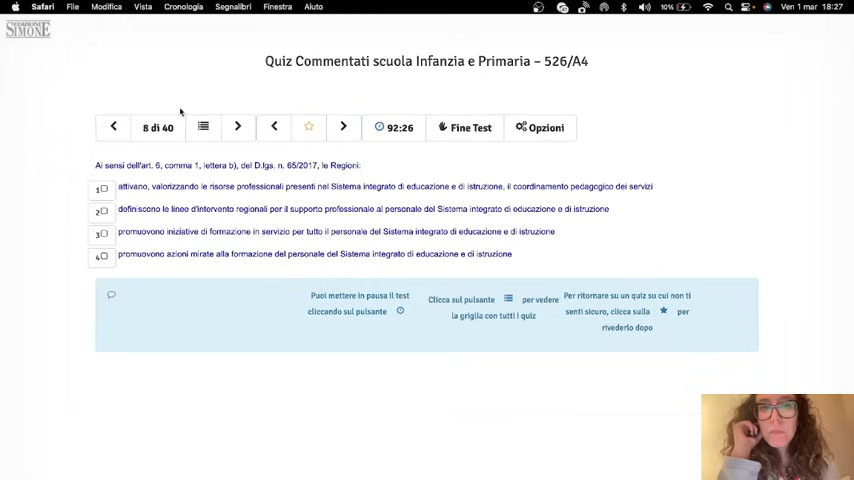 Safari File Modifica Vista Cronologia Segnalibri Finestra Aiuto 10% Ven 1 mar 18:27
EDIZIONI
SIMONE
Quiz Commentati scuola Infanzia e Primaria – 526/A4
8 di 40 92:26 Fine Test Opzioni
Ai sensi dell'art. 6, comma 1, lettera b), del D.lgs. n. 65/2017, le Regioni:
1 attivano, valorizzando le risorse professionali presenti nel Sistema integrato di educazione e di istruzione, il coordinamento pedagogico dei servizi
2 definiscono le linee d'intervento regionali per il supporto professionale al personale del Sistema integrato di educazione e di istruzione
3 promuovono iniziative di formazione in servizio per tutto il personale del Sistema integrato di educazione e di istruzione
4 promuovono azioni mirate alla formazione del personale del Sistema integrato di educazione e di istruzione
Puoi mettere in pausa il test
cliccando sul pulsante
Clicca sul pulsante per vedere
la griglia con tutti i quiz
Per ritornare su un quiz su cui non ti
senti sicuro, clicca sulla per
rivederlo dopo